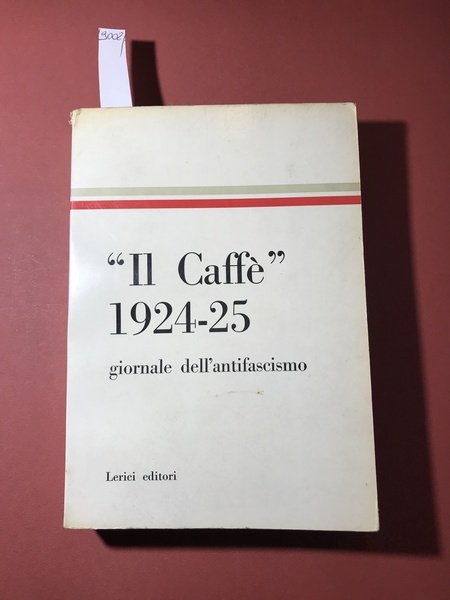 “Il Caffè”
1924-25
giornale dell'antifascismo
Lerici editori